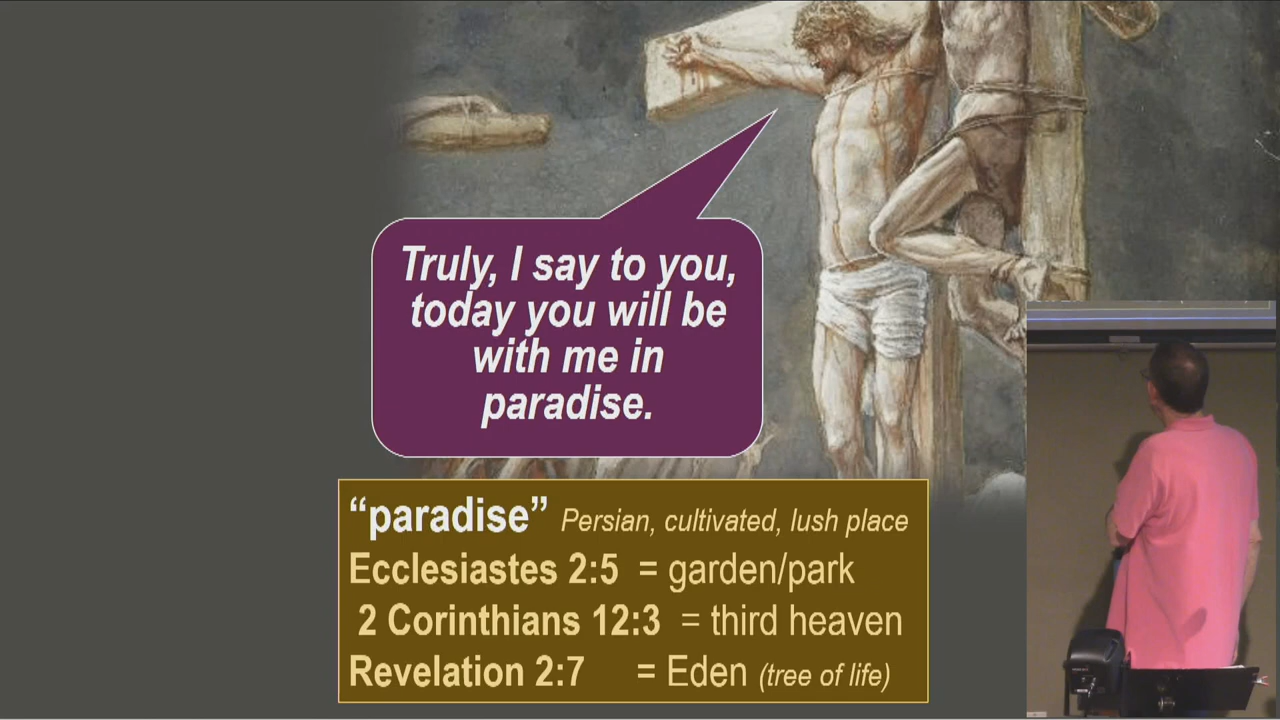 Truly, I say to you,
today you will be
with me in
paradise.
“paradise” Persian, cultivated, lush place
Ecclesiastes 2:5 = garden/park
2 Corinthians 12:3 = third heaven
Revelation 2:7 = Eden (tree of life)